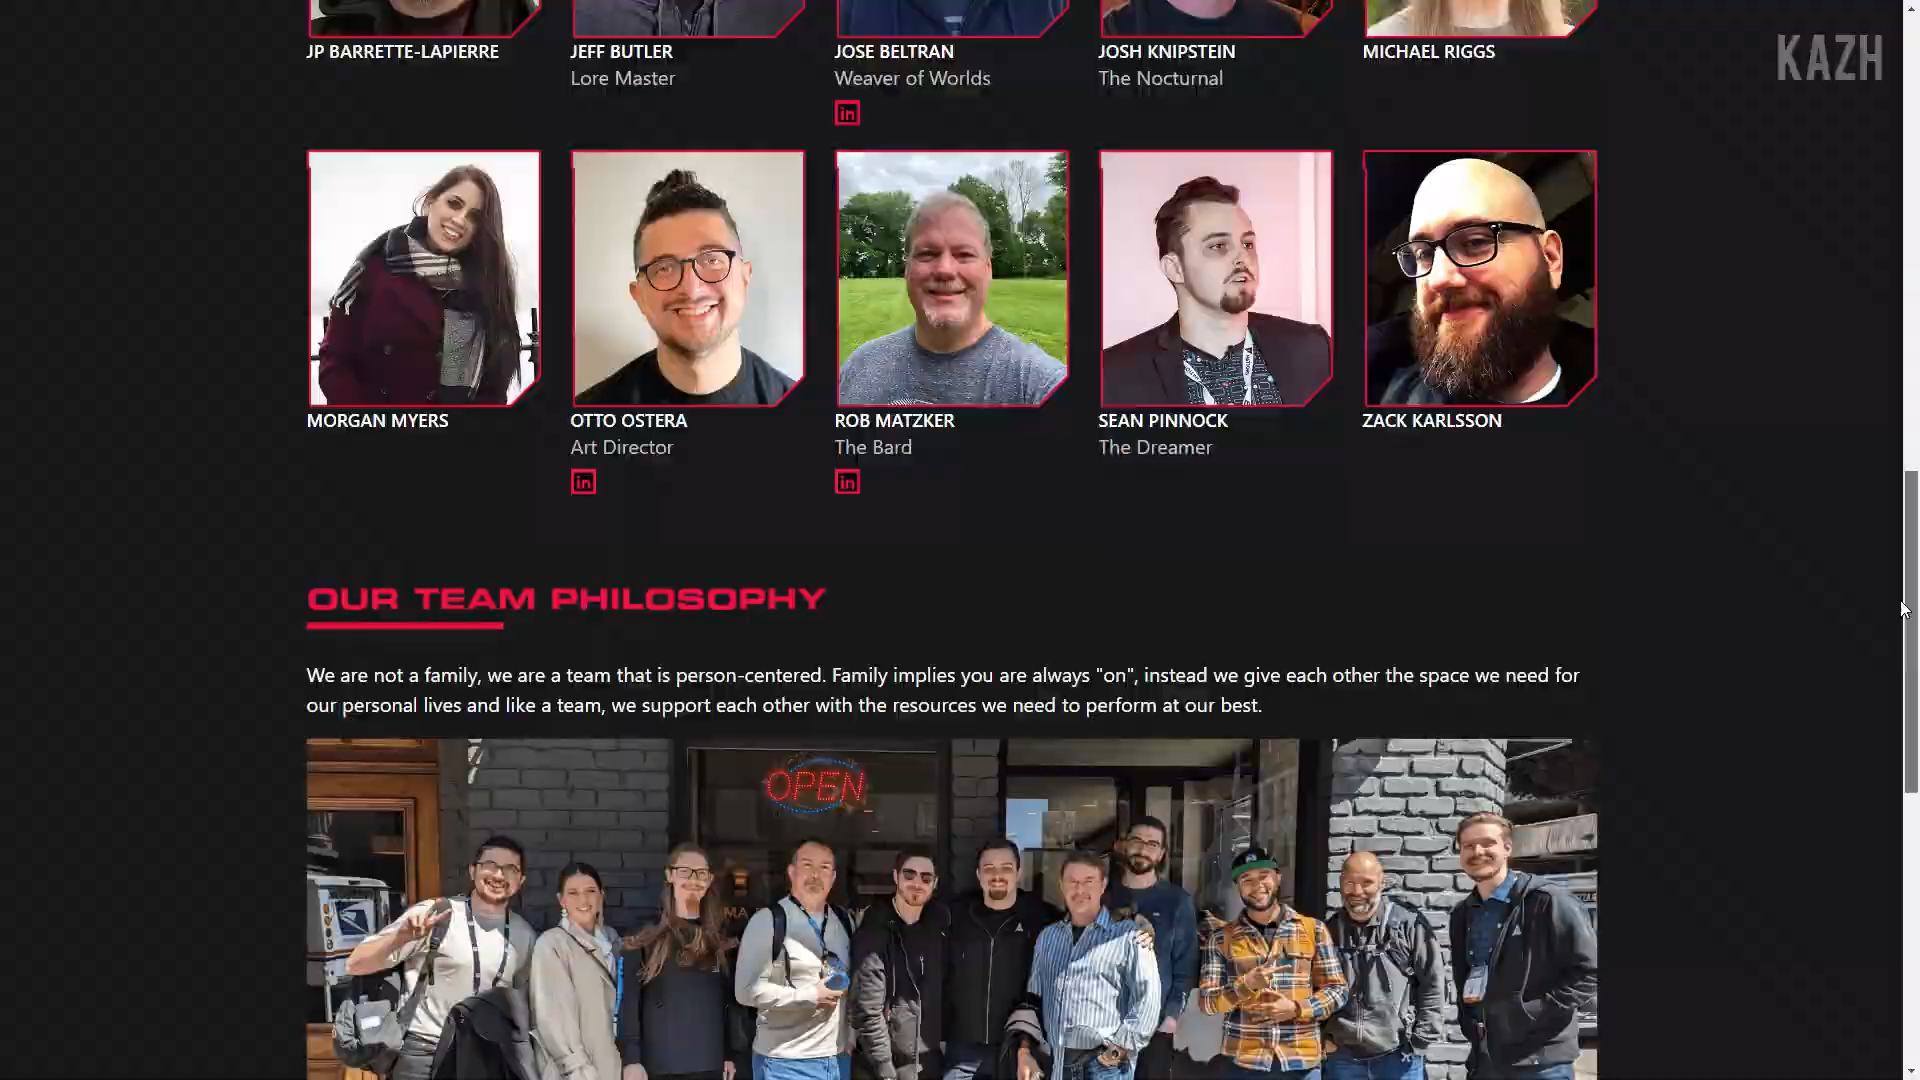 KAZH
JP BARRETTE-LAPIERRE
JEFF BUTLER
JOSE BELTRAN
JOSH KNIPSTEIN
MICHAEL RIGGS
Lore Master
Weaver of Worlds
The Nocturnal
in
MORGAN MYERS
OTTO OSTERA
ROB MATZKER
SEAN PINNOCK
ZACK KARLSSON
Art Director
The Bard
The Dreamer
in
in
OUR TEAM PHILOSOPHY
We are not a family, we are a team that is person-centered. Family implies you are always "on", instead we give each other the space we need for
our personal lives and like a team, we support each other with the resources we need to perform at our best.
OPEN